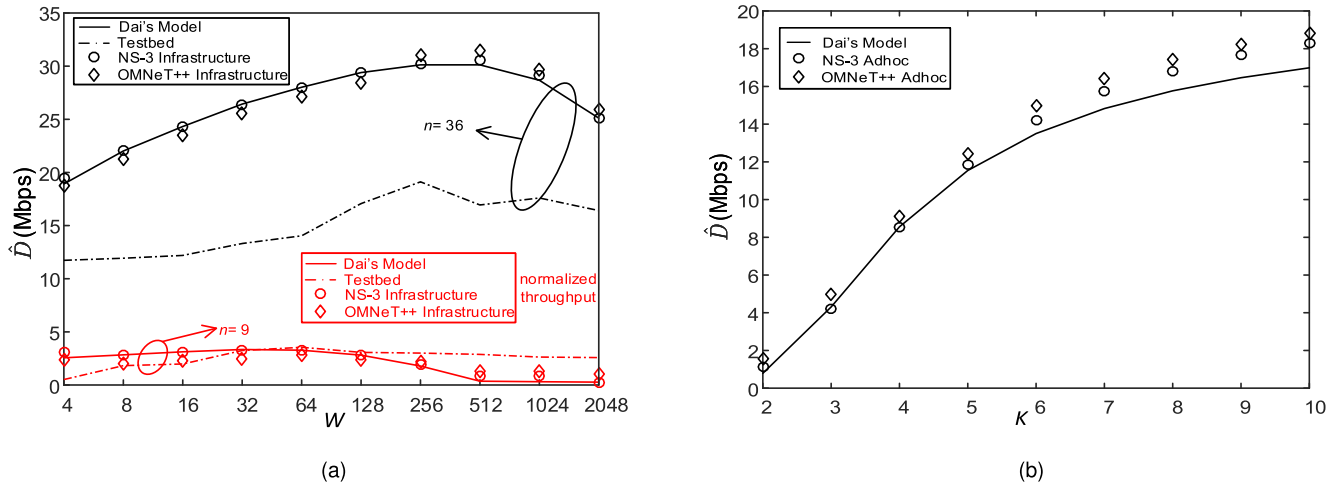 35
30
25
20
15
10
5
0
D̂ (Mbps)
Dai's Model
Testbed
NS-3 Infrastructure
OMNeT++ Infrastructure
n= 36
Dai's Model
Testbed
NS-3 Infrastructure
OMNeT++ Infrastructure
normalized
throughput
n= 9
4 8 16 32 64 128 256 512 1024 2048
W
(a)
20
18
16
14
12
10
8
6
4
2
0
D̂ (Mbps)
Dai's Model
NS-3 Adhoc
OMNeT++ Adhoc
2 3 4 5 6 7 8 9 10
K
(b)